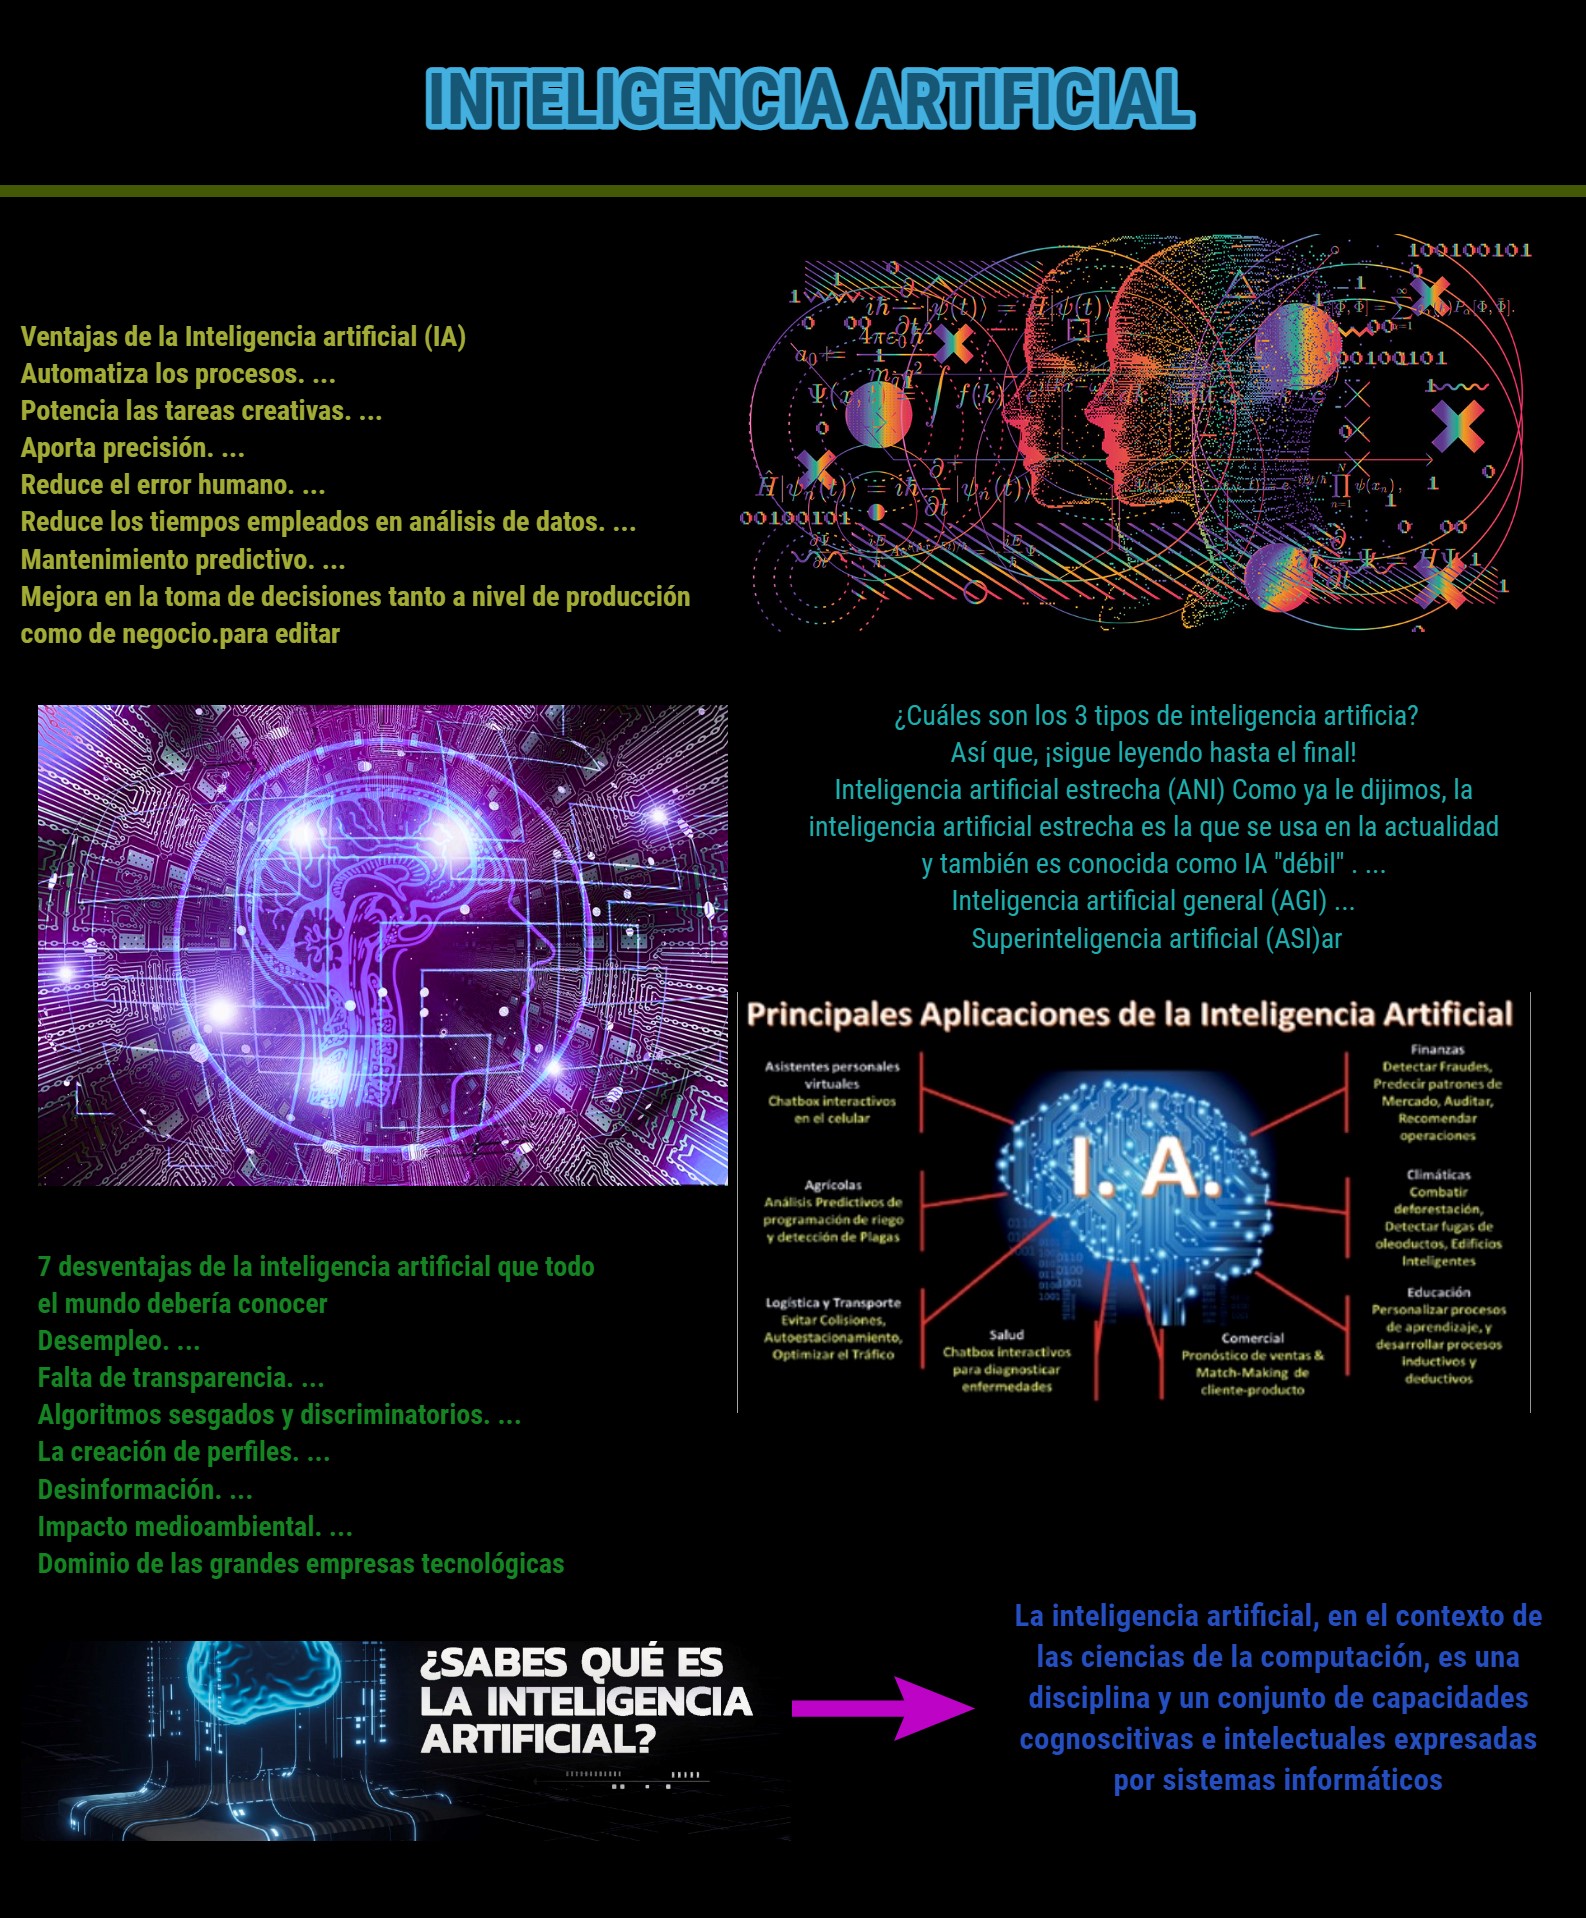 INTELIGENCIA ARTIFICIAL
Ventajas de la Inteligencia artificial (IA)
Automatiza los procesos. ...
Potencia las tareas creativas. ...
Aporta precisión. ...
Reduce el error humano. ...
Reduce los tiempos empleados en análisis de datos. ...
Mantenimiento predictivo. ...
Mejora en la toma de decisiones tanto a nivel de producción
como de negocio.para editar
100100101
00100101
¿Cuáles son los 3 tipos de inteligencia artificia?
Así que, ¡sigue leyendo hasta el final!
Inteligencia artificial estrecha (ANI) Como ya le dijimos, la
inteligencia artificial estrecha es la que se usa en la actualidad
y también es conocida como IA "débil" . ...
Inteligencia artificial general (AGI) ...
Superinteligencia artificial (ASI)ar
Principales Aplicaciones de la Inteligencia Artificial
Asistentes personales
virtuales
Chatbox interactivos
en el celular
Agrícolas
Análisis Predictivos de
programación de riego
y detección de Plagas
Logística y Transporte
Evitar Colisiones,
Autoestacionamiento,
Optimizar el Tráfico
I. A.
Salud
Chatbox interactivos
para diagnosticar
enfermedades
Comercial
Pronóstico de ventas &
Match-Making de
cliente-producto
Finanzas
Detectar Fraudes,
Predecir patrones de
Mercado, Auditar,
Recomendar
operaciones
Climáticas
Combatir
deforestación,
Detectar fugas de
oleoductos, Edificios
Inteligentes
Educación
Personalizar procesos
de aprendizaje, y
desarrollar procesos
inductivos y
deductivos
7 desventajas de la inteligencia artificial que todo
el mundo debería conocer
Desempleo. ...
Falta de transparencia. ...
Algoritmos sesgados y discriminatorios. ...
La creación de perfiles. ...
Desinformación. ...
Impacto medioambiental. ...
Dominio de las grandes empresas tecnológicas
¿SABES QUÉ ES
LA INTELIGENCIA
ARTIFICIAL?
La inteligencia artificial, en el contexto de
las ciencias de la computación, es una
disciplina y un conjunto de capacidades
cognoscitivas e intelectuales expresadas
por sistemas informáticos